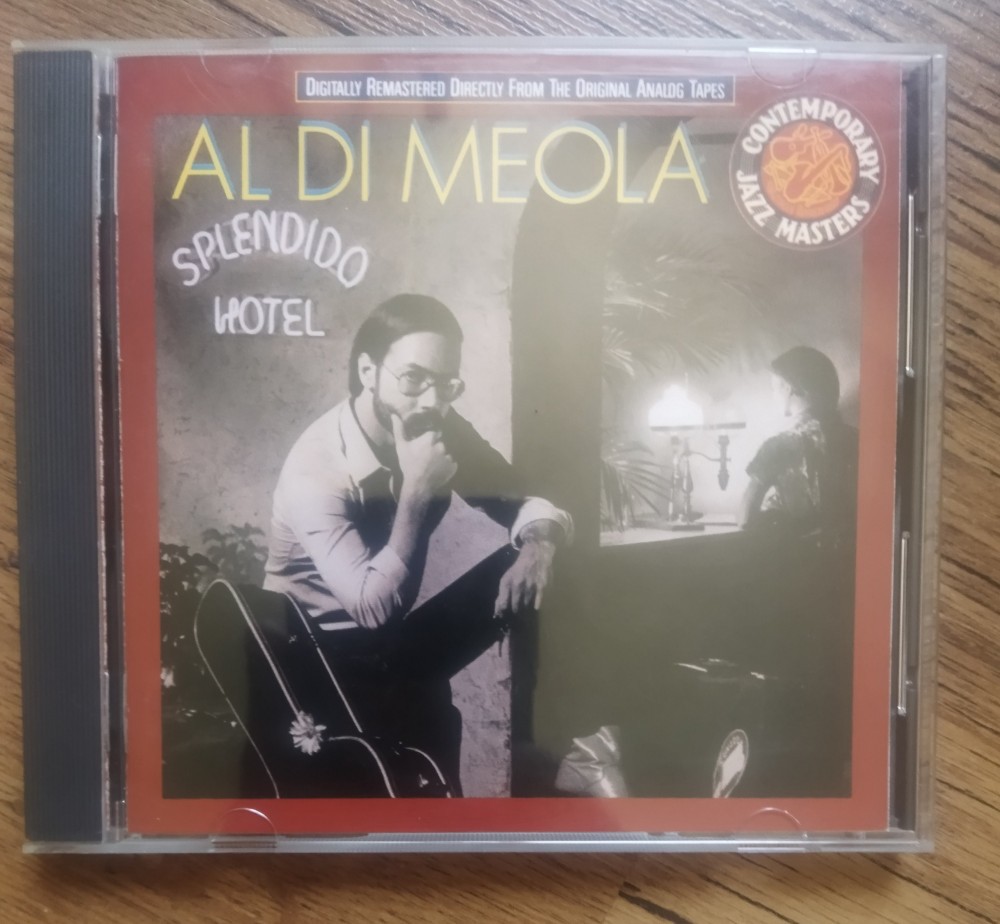 DIGITALLY REMASTERED DIRECTLY FROM THE ORIGINAL ANALOG TAPES
AL DI MEOLA
CONTEMPORARY
JAZZ MASTERS
SPLENDIDO
HOTEL